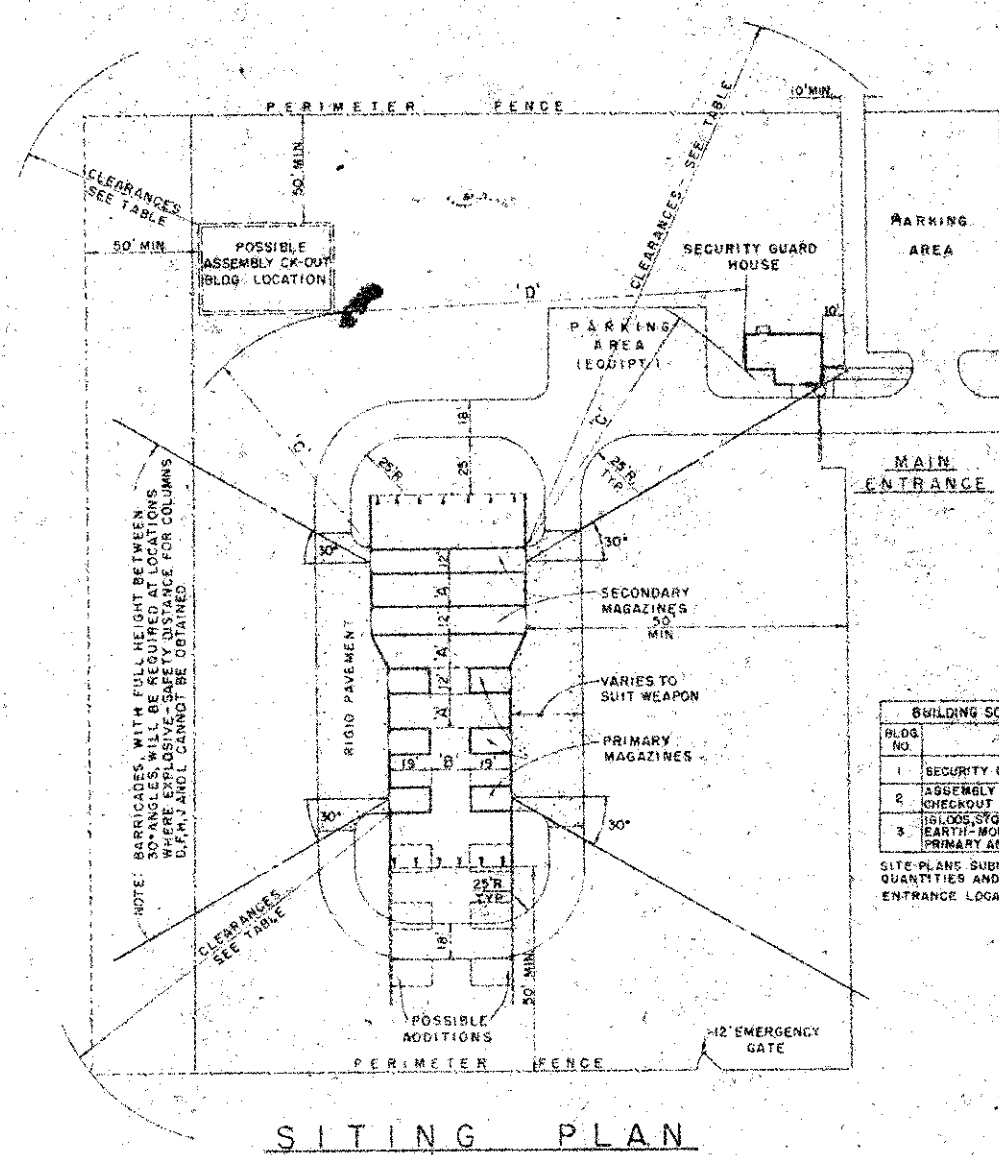 PERIMETER FENCE
10' MIN.
CLEARANCES
SEE TABLE
50' MIN
50' MIN
POSSIBLE
ASSEMBLY CK-OUT
BLDG. LOCATION
CLEARANCES - SEE TABLE
SECURITY GUARD
HOUSE
PARKING
AREA
'D'
PARKING
AREA
(EQUIPT.)
10'
'C'
'C'
18'
25'
25'R.
25'R
TYP.
MAIN
ENTRANCE
NOTE: BARRICADES, WITH FULL HEIGHT BETWEEN
30° ANGLES, WILL BE REQUIRED AT LOCATIONS
WHERE EXPLOSIVE-SAFETY DISTANCE FOR COLUMNS
D,F,H,J AND L CANNOT BE OBTAINED.
30°
30°
12'
'A'
12'
'A'
12'
'A'
SECONDARY
MAGAZINES
50'
MIN
RIGID PAVEMENT
VARIES TO
SUIT WEAPON
PRIMARY
MAGAZINES
19' 'B' 19'
30°
30°
BUILDING SC
BLDG.
NO.
1 SECURITY
2 ASSEMBLY
CHECKOUT
3 IGLOOS, STO
EARTH-MO
PRIMARY A
SITE PLANS SUB
QUANTITIES AND
ENTRANCE LOCA
25'R
TYP.
CLEARANCES
SEE TABLE
18'
50' MIN
POSSIBLE
ADDITIONS
12' EMERGENCY
GATE
PERIMETER FENCE
SITING PLAN